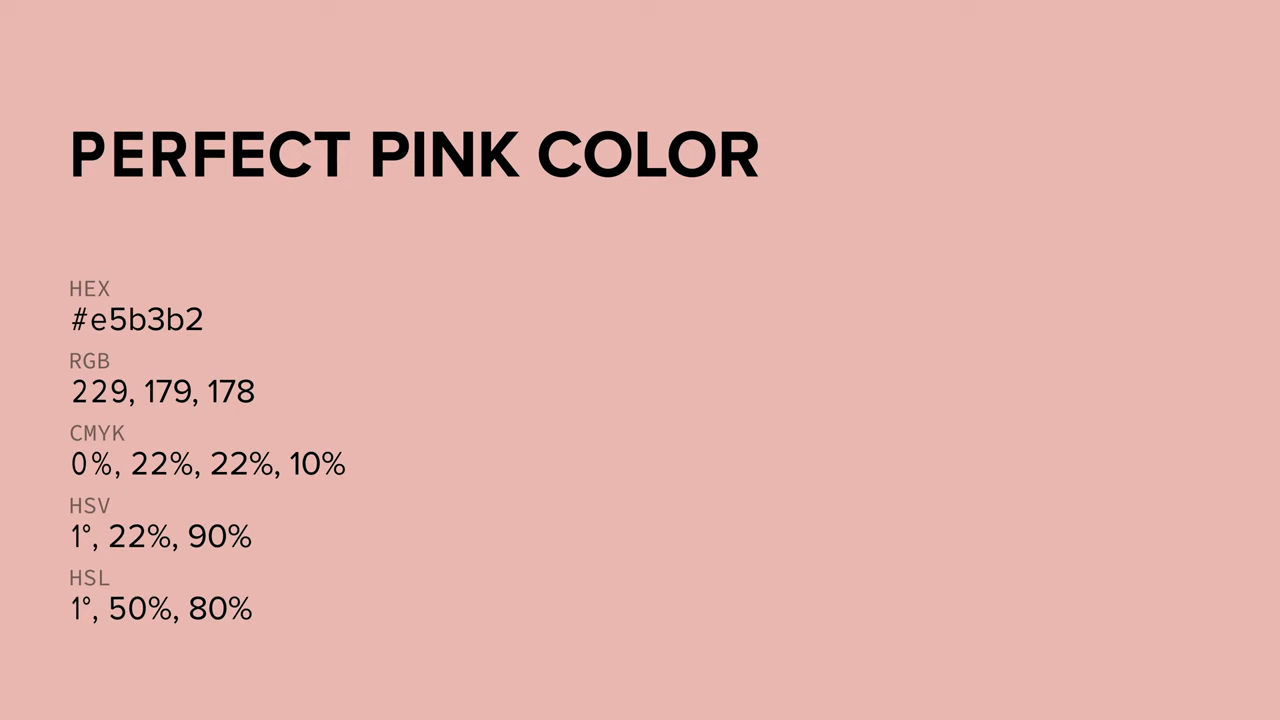 PERFECT PINK COLOR
HEX
#e5b3b2
RGB
229, 179, 178
CMYK
0%, 22%, 22%, 10%
HSV
1°, 22%, 90%
HSL
1°, 50%, 80%